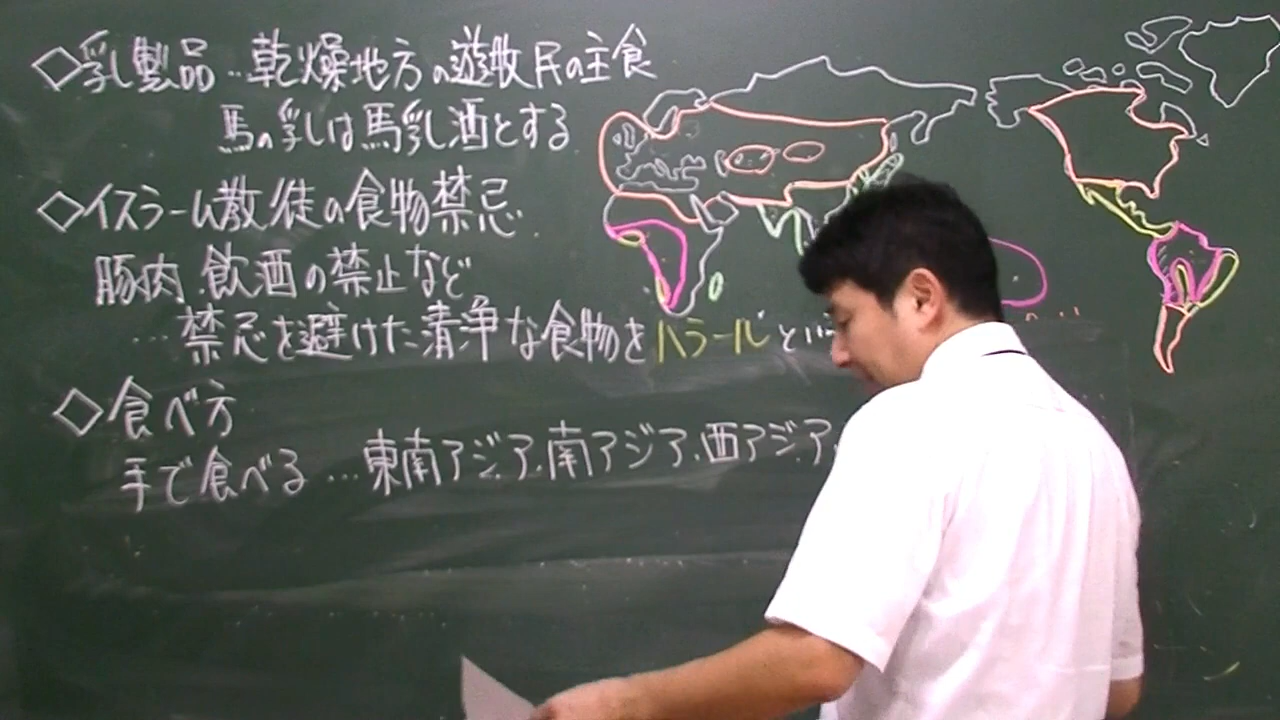 ◇乳製品…乾燥地方の遊牧民の主食
馬の乳しは馬乳酒とする
◇イスラーム教徒の食物禁忌
豚肉、飲酒の禁止など
…禁忌を避けた清浄な食物をハラールと
◇食べ方
手で食べる…東南アジア、南アジア、西アジア、